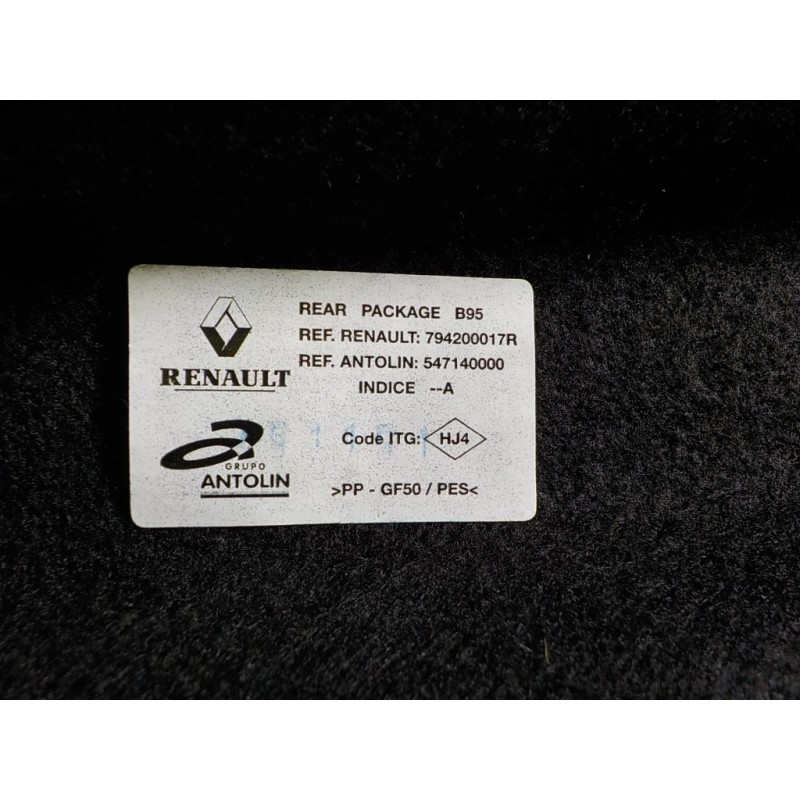 RENAULT
REAR PACKAGE B95
REF. RENAULT: 794200017R
REF. ANTOLIN: 547140000
INDICE --A
Code ITG: HJ4
GRUPO
ANTOLIN
>PP - GF50 / PES<